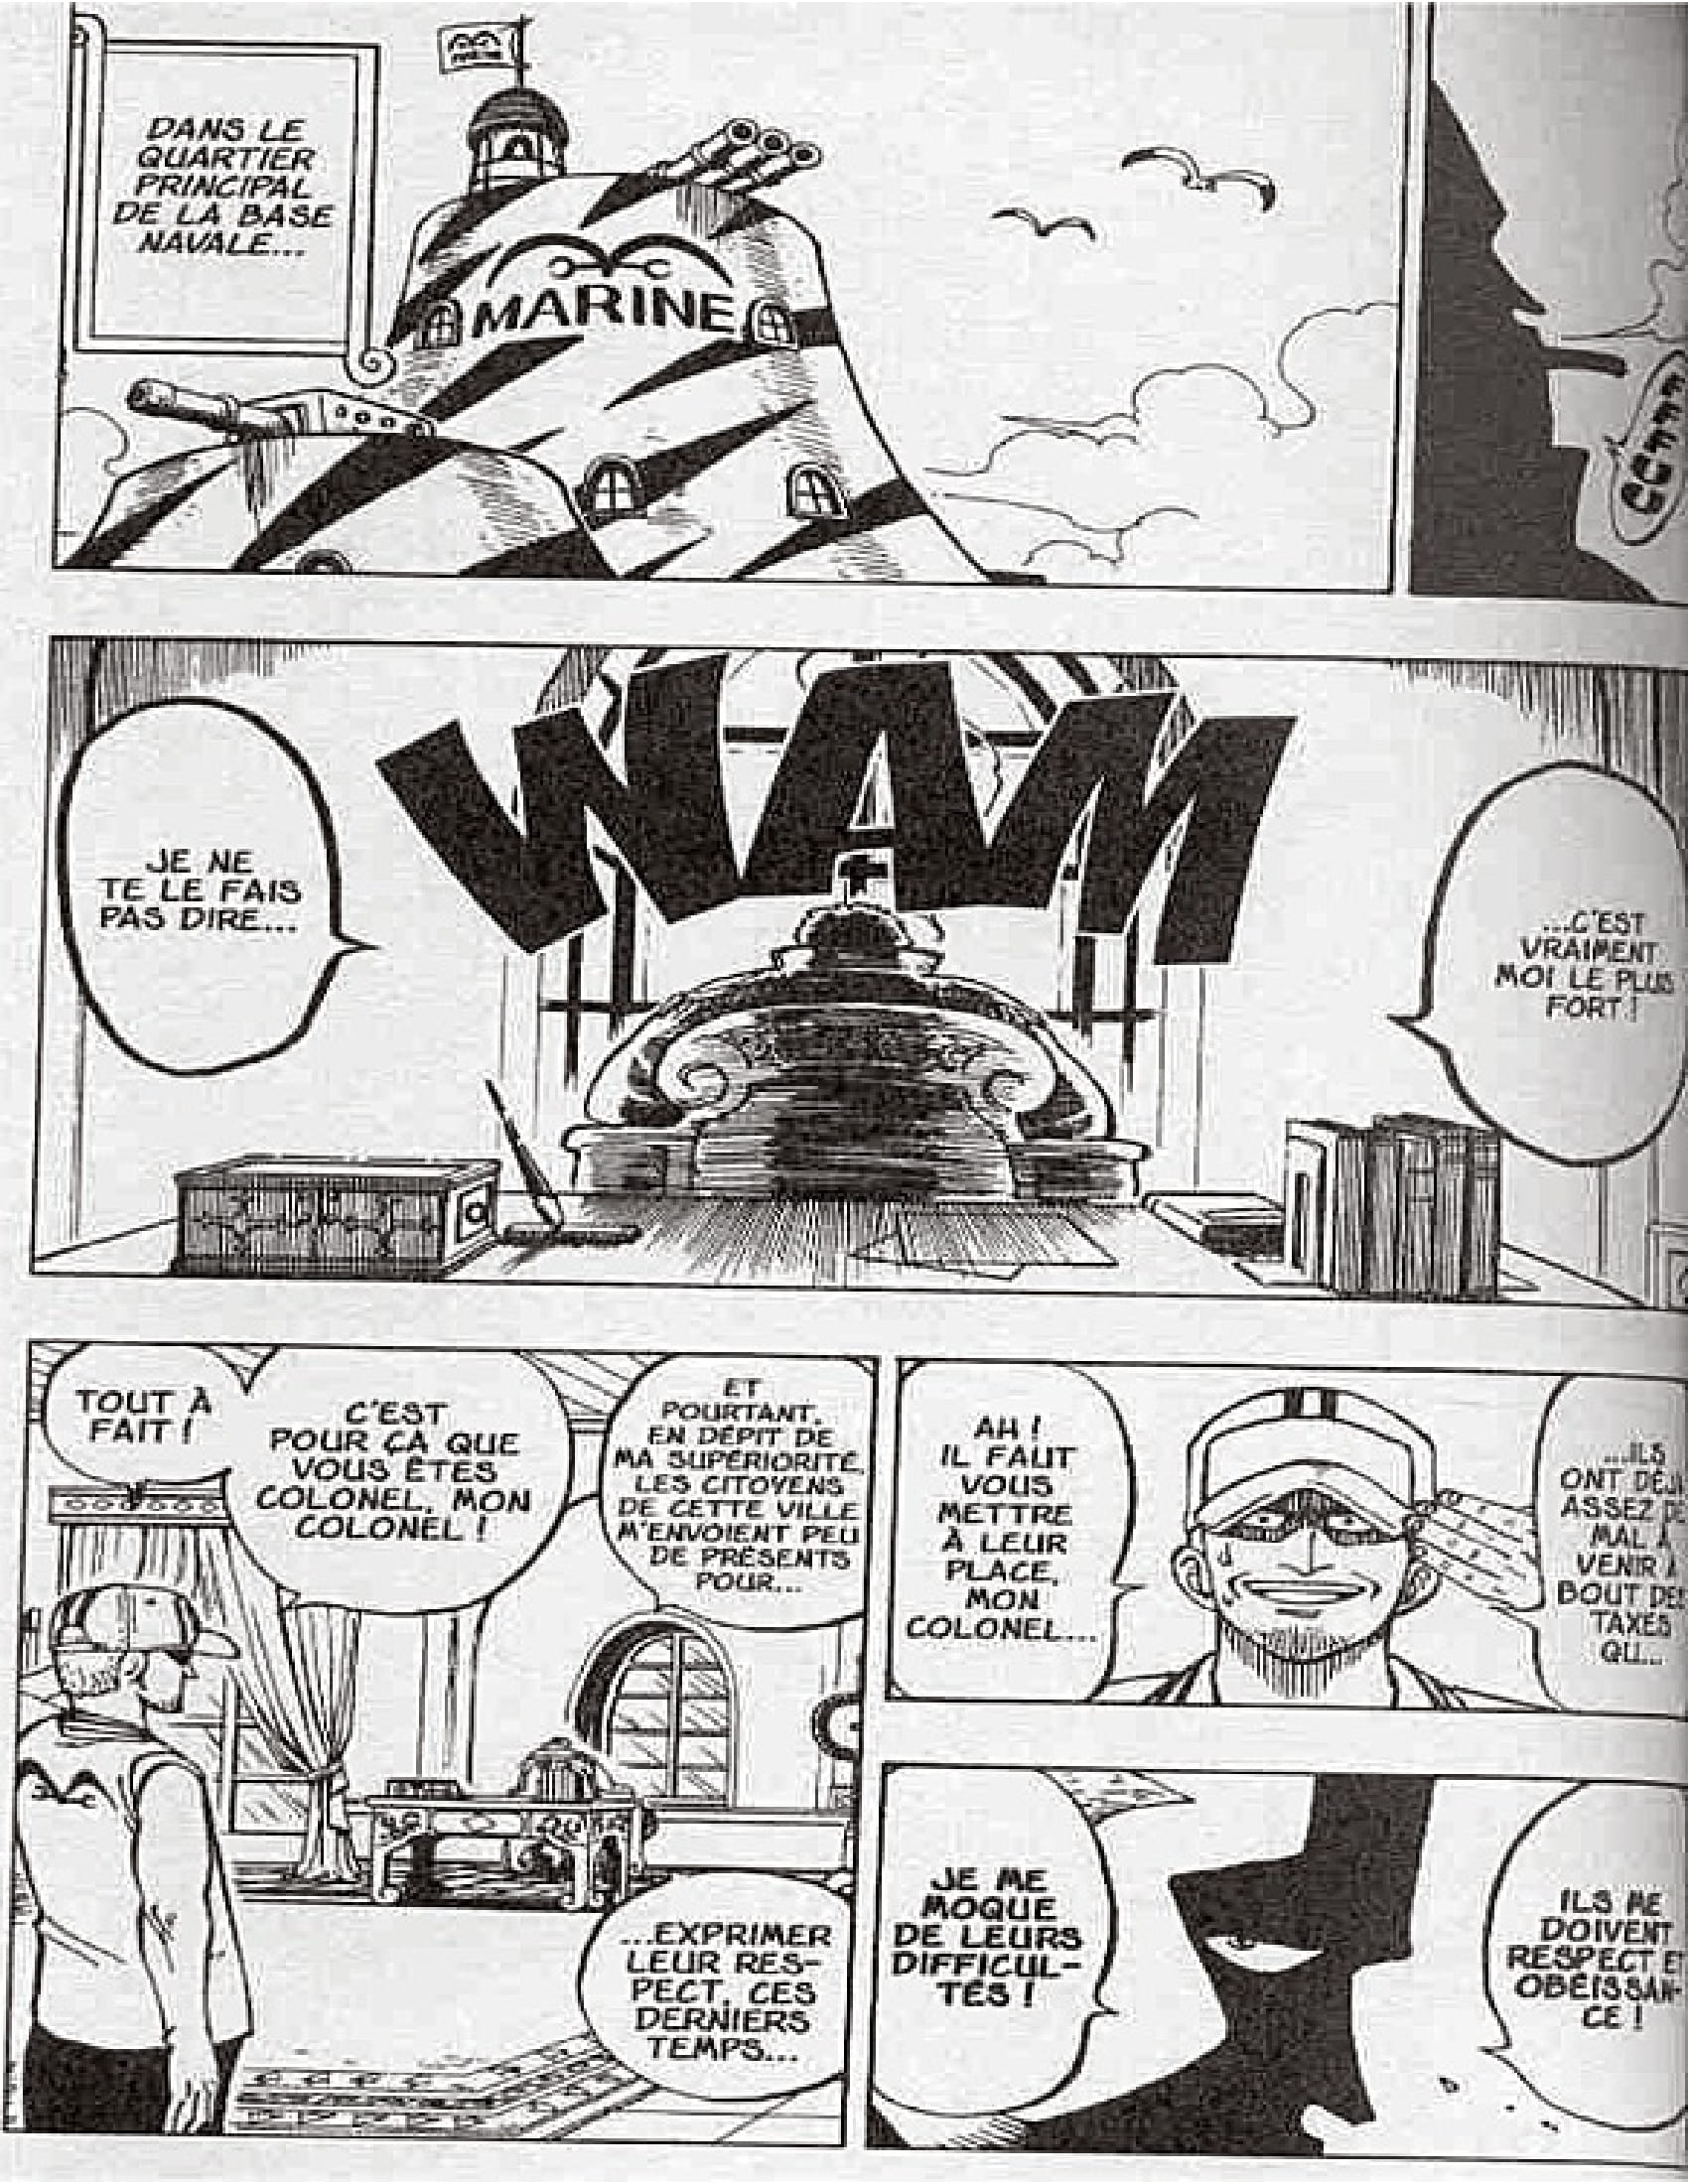 DANS LE
QUARTIER
PRINCIPAL
DE LA BASE
NAVALE...
MARINE
JE NE
TE LE FAIS
PAS DIRE...
WAM
...C'EST
VRAIMENT
MOI LE PLUS
FORT !
TOUT À
FAIT !
C'EST
POUR ÇA QUE
VOUS ÊTES
COLONEL, MON
COLONEL !
ET
POURTANT,
EN DÉPIT DE
MA SUPÉRIORITÉ,
LES CITOYENS
DE CETTE VILLE
M'ENVOIENT PEU
DE PRÉSENTS
POUR...
...EXPRIMER
LEUR RES-
PECT, CES
DERNIERS
TEMPS...
AH !
IL FAUT
VOUS
METTRE
À LEUR
PLACE,
MON
COLONEL...
...ILS
ONT DÉJÀ
ASSEZ DE
MAL À
VENIR À
BOUT DES
TAXES
QU...
JE ME
MOQUE
DE LEURS
DIFFICUL-
TÉS !
ILS ME
DOIVENT
RESPECT ET
OBÉISSAN-
CE !